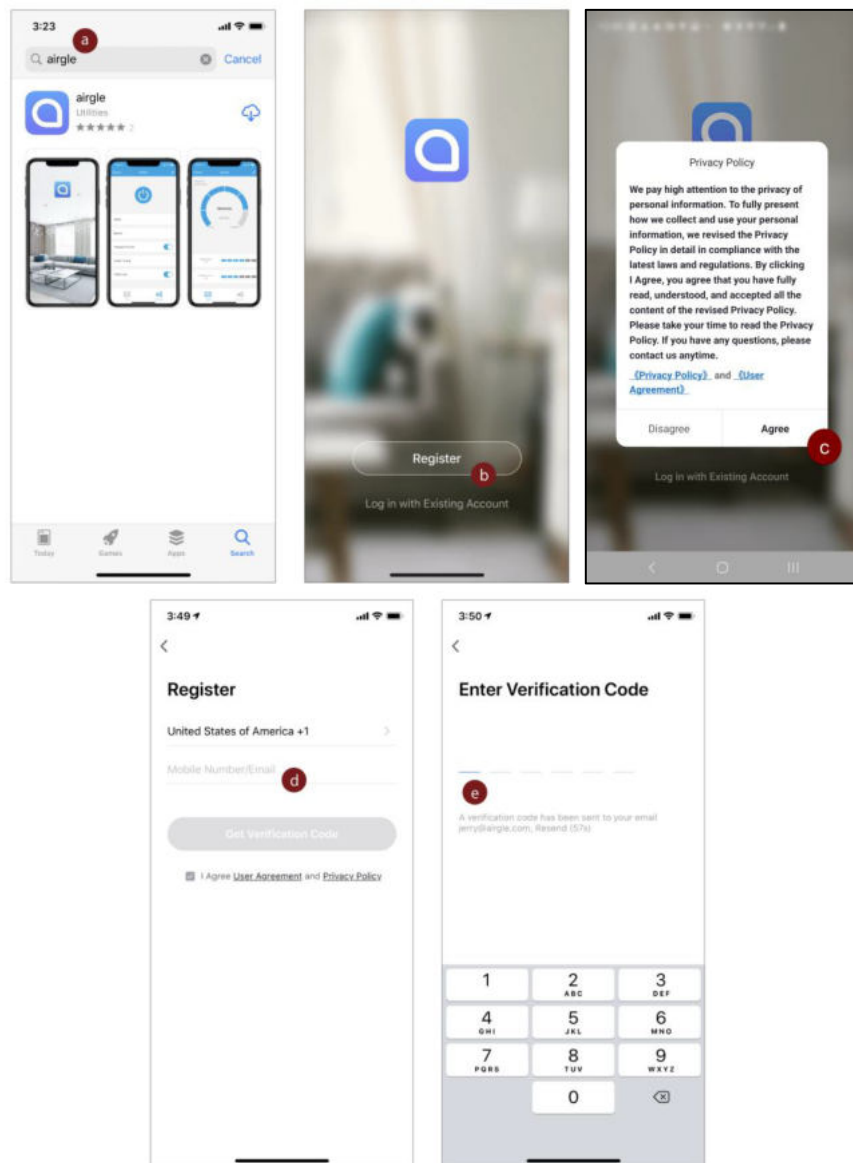 3:23
a
airgle
Cancel
airgle
Utilities
2
Today
Games
Apps
Search
Register
b
Log in with Existing Account
Privacy Policy
We pay high attention to the privacy of
personal information. To fully present
how we collect and use your personal
information, we revised the Privacy
Policy in detail in compliance with the
latest laws and regulations. By clicking
I Agree, you agree that you have fully
read, understood, and accepted all the
content of the revised Privacy Policy.
Please take your time to read the Privacy
Policy. If you have any questions, please
contact us anytime.
《Privacy Policy》 and 《User
Agreement》
Disagree
Agree
c
Log in with Existing Account
3:49
Register
United States of America +1
Mobile Number/Email
d
Get Verification Code
I Agree User Agreement and Privacy Policy
3:50
Enter Verification Code
e
A verification code has been sent to your email
jerry@airgle.com, Resend (57s)
1
2
ABC
3
DEF
4
GHI
5
JKL
6
MNO
7
PQRS
8
TUV
9
WXYZ
0